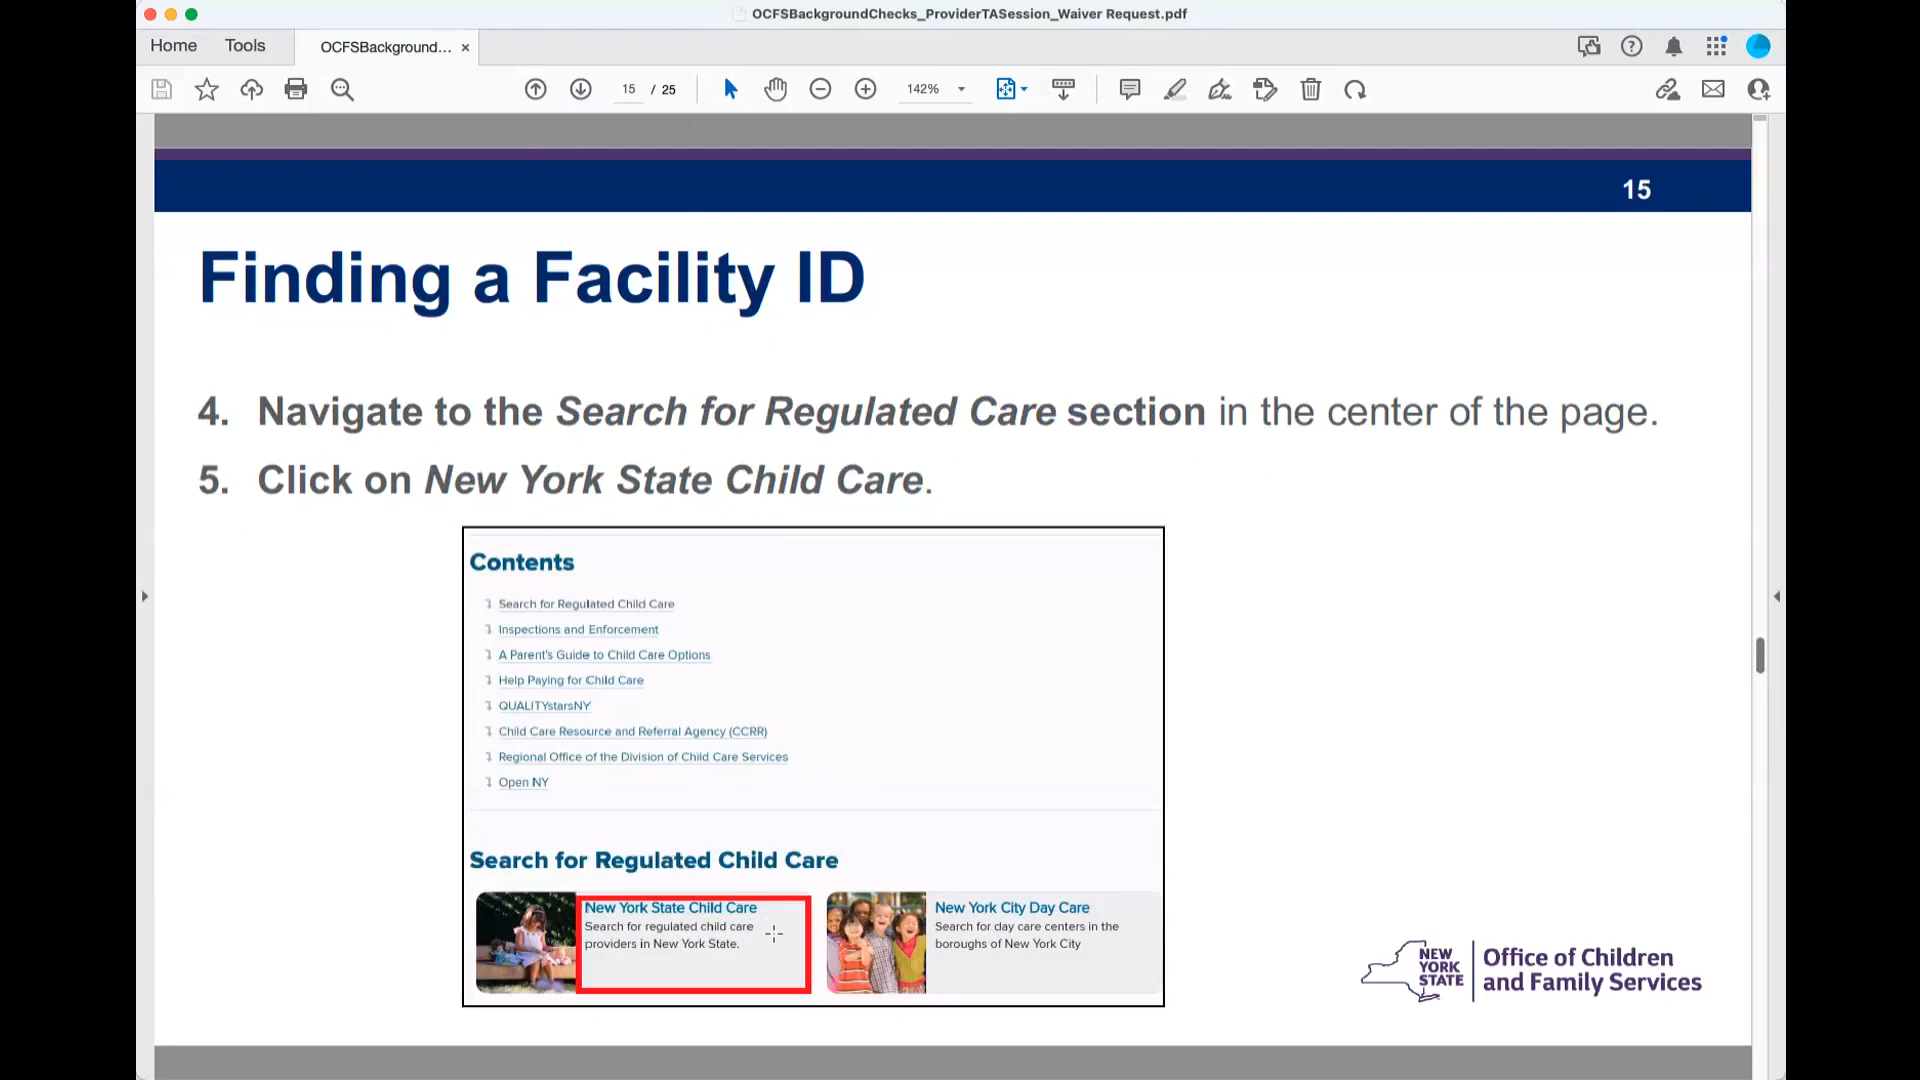 OCFSBackgroundChecks_ProviderTASession_Waiver Request.pdf
Home
Tools
OCFSBackground...
15 / 25
142%
15
Finding a Facility ID
4. Navigate to the Search for Regulated Care section in the center of the page.
5. Click on New York State Child Care.
Contents
Search for Regulated Child Care
Inspections and Enforcement
A Parent's Guide to Child Care Options
Help Paying for Child Care
QUALITYstarsNY
Child Care Resource and Referral Agency (CCRR)
Regional Office of the Division of Child Care Services
Open NY
Search for Regulated Child Care
New York State Child Care
Search for regulated child care
providers in New York State.
New York City Day Care
Search for day care centers in the
boroughs of New York City
NEW
YORK
STATE
Office of Children
and Family Services